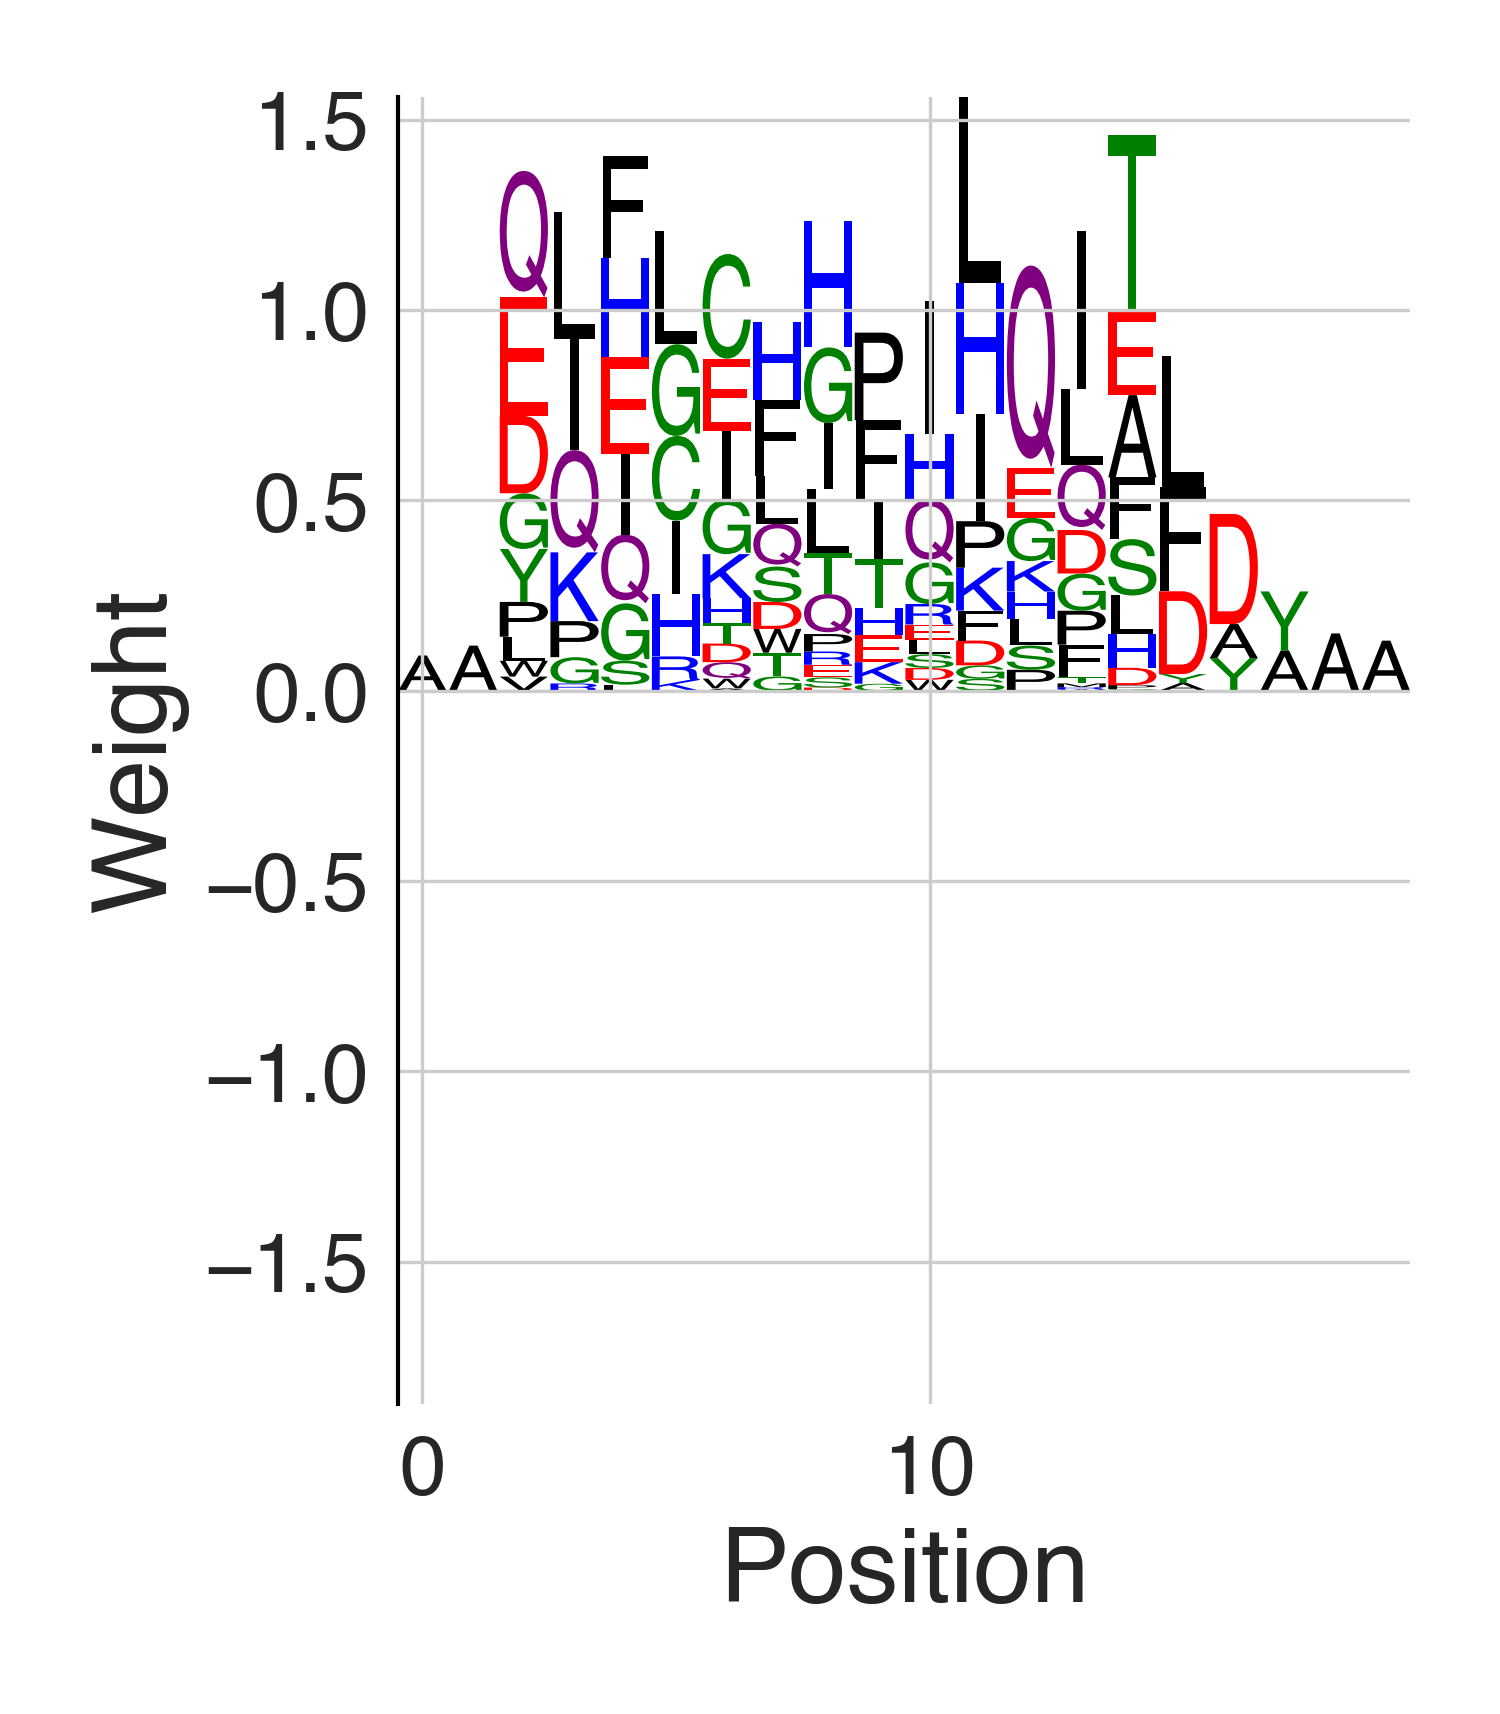 Weight
1.5
1.0
0.5
0.0
−0.5
−1.0
−1.5
0 10
Position
A
A
Q E D G Y P L W V
L T Q K P G R
F H E I Q G S L
L G C I H R K
C E I G K H T D Q W
H F L Q S D W T G
H G I L T Q P R E S
P F I T H E K G
I H Q G R E L S D W
L H I P K F D G S
Q E G K H L S P
I L Q D G P F T
T E A F S L H D
L F D Y A
D A Y
Y A
A
A